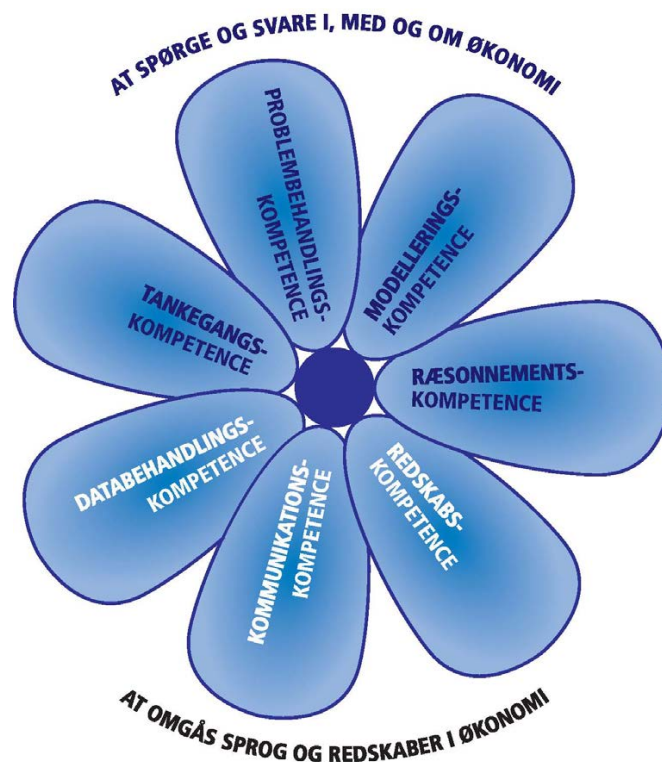 AT SPØRGE OG SVARE I, MED OG OM ØKONOMI
PROBLEMBEHANDLINGS-
KOMPETENCE
MODELLERINGS-
KOMPETENCE
TANKEGANGS-
KOMPETENCE
RÆSONNEMENTS-
KOMPETENCE
DATABEHANDLINGS-
KOMPETENCE
KOMMUNIKATIONS-
KOMPETENCE
REDSKABS-
KOMPETENCE
AT OMGÅS SPROG OG REDSKABER I ØKONOMI